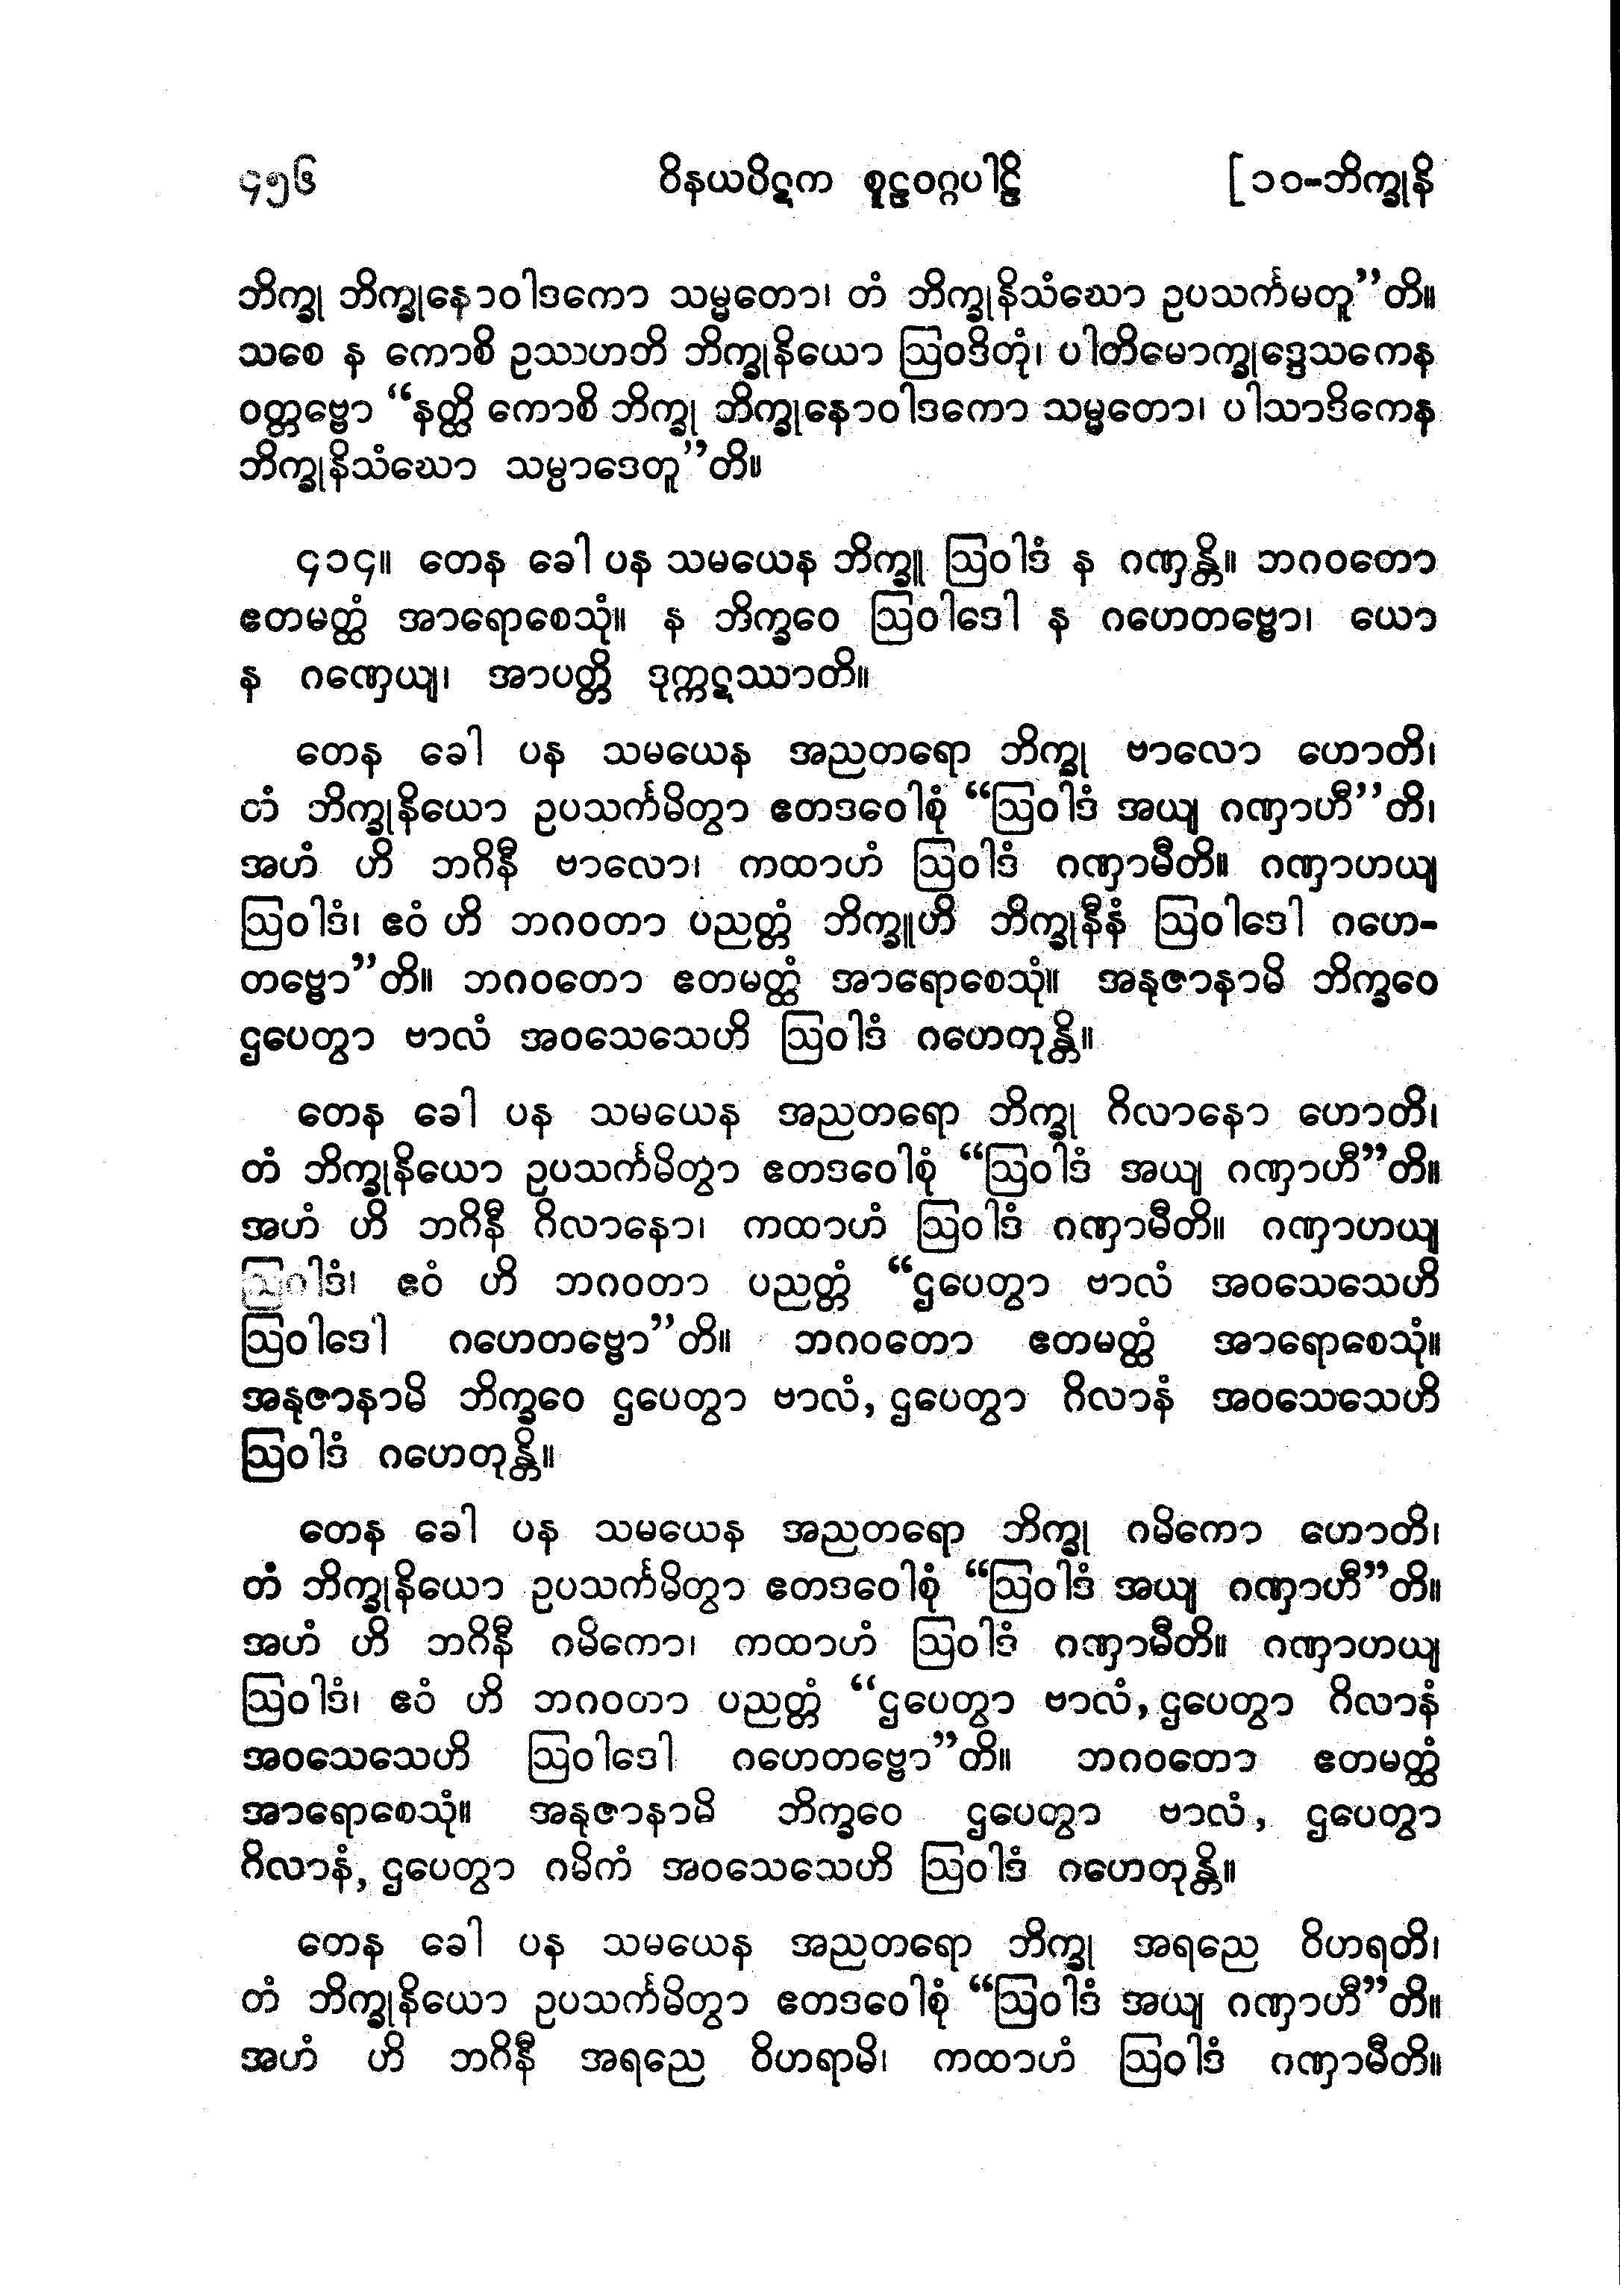 ၄၅၆ ဝိနယပိဋက စူဠဝဂ္ဂပါဠိ [၁၀-ဘိက္ခုနိ
ဘိက္ခု ဘိက္ခုနောဝါဒကော သမ္မတော၊ တံ ဘိက္ခုနိသံဃော ဥပသင်္ကမတူ”တိ။
သစေ န ကောစိ ဥဿဟတိ ဘိက္ခုနိယော ဩဝဒိတုံ၊ ပါတိမောက္ခုဒ္ဒေသကေန
ဝတ္တဗ္ဗော “နတ္ထိ ကောစိ ဘိက္ခု ဘိက္ခုနောဝါဒကော သမ္မတော၊ ပါသာဒိကေန
ဘိက္ခုနိသံဃော သမ္ပာဒေတူ”တိ။
၄၁၄။ တေန ခေါ ပန သမယေန ဘိက္ခူ ဩဝါဒံ န ဂဏှန္တိ။ ဘဂဝတော
ဧတမတ္ထံ အာရောစေသုံ။ န ဘိက္ခဝေ ဩဝါဒေါ န ဂဟေတဗ္ဗော၊ ယော
န ဂဏှေယျ၊ အာပတ္တိ ဒုက္ကဋဿာတိ။
တေန ခေါ ပန သမယေန အညတရော ဘိက္ခု ဗာလော ဟောတိ၊
တံ ဘိက္ခုနိယော ဥပသင်္ကမိတွာ ဧတဒဝေါစုံ “ဩဝါဒံ အယျ ဂဏှာဟီ”တိ၊
အဟံ ဟိ ဘဂိနီ ဗာလော၊ ကထာဟံ ဩဝါဒံ ဂဏှာမီတိ။ ဂဏှာဟယျ
ဩဝါဒံ၊ ဧဝံ ဟိ ဘဂဝတာ ပညတ္တံ ဘိက္ခူဟိ ဘိက္ခုနီနံ ဩဝါဒေါ ဂဟေ-
တဗ္ဗော”တိ။ ဘဂဝတော ဧတမတ္ထံ အာရောစေသုံ။ အနုဇာနာမိ ဘိက္ခဝေ
ဌပေတွာ ဗာလံ အဝသေသေဟိ ဩဝါဒံ ဂဟေတုန္တိ။
တေန ခေါ ပန သမယေန အညတရော ဘိက္ခု ဂိလာနော ဟောတိ၊
တံ ဘိက္ခုနိယော ဥပသင်္ကမိတွာ ဧတဒဝေါစုံ “ဩဝါဒံ အယျ ဂဏှာဟီ”တိ။
အဟံ ဟိ ဘဂိနီ ဂိလာနော၊ ကထာဟံ ဩဝါဒံ ဂဏှာမီတိ။ ဂဏှာဟယျ
ဩဝါဒံ၊ ဧဝံ ဟိ ဘဂဝတာ ပညတ္တံ “ဌပေတွာ ဗာလံ အဝသေသေဟိ
ဩဝါဒေါ ဂဟေတဗ္ဗော”တိ။ ဘဂဝတော ဧတမတ္ထံ အာရောစေသုံ။
အနုဇာနာမိ ဘိက္ခဝေ ဌပေတွာ ဗာလံ, ဌပေတွာ ဂိလာနံ အဝသေသေဟိ
ဩဝါဒံ ဂဟေတုန္တိ။
တေန ခေါ ပန သမယေန အညတရော ဘိက္ခု ဂမိကော ဟောတိ၊
တံ ဘိက္ခုနိယော ဥပသင်္ကမိတွာ ဧတဒဝေါစုံ “ဩဝါဒံ အယျ ဂဏှာဟီ”တိ။
အဟံ ဟိ ဘဂိနီ ဂမိကော၊ ကထာဟံ ဩဝါဒံ ဂဏှာမီတိ။ ဂဏှာဟယျ
ဩဝါဒံ၊ ဧဝံ ဟိ ဘဂဝတာ ပညတ္တံ “ဌပေတွာ ဗာလံ, ဌပေတွာ ဂိလာနံ
အဝသေသေဟိ ဩဝါဒေါ ဂဟေတဗ္ဗော”တိ။ ဘဂဝတော ဧတမတ္ထံ
အာရောစေသုံ။ အနုဇာနာမိ ဘိက္ခဝေ ဌပေတွာ ဗာလံ, ဌပေတွာ
ဂိလာနံ, ဌပေတွာ ဂမိကံ အဝသေသေဟိ ဩဝါဒံ ဂဟေတုန္တိ။
တေန ခေါ ပန သမယေန အညတရော ဘိက္ခု အရညေ ဝိဟရတိ၊
တံ ဘိက္ခုနိယော ဥပသင်္ကမိတွာ ဧတဒဝေါစုံ “ဩဝါဒံ အယျ ဂဏှာဟီ”တိ။
အဟံ ဟိ ဘဂိနီ အရညေ ဝိဟရာမိ၊ ကထာဟံ ဩဝါဒံ ဂဏှာမီတိ။